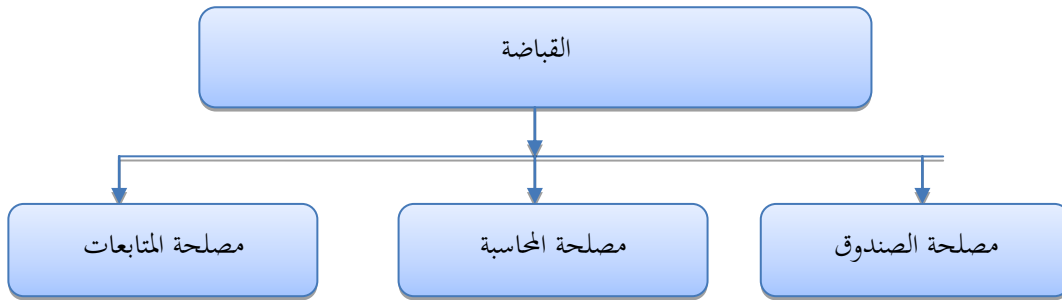 القباضة
مصلحة الصندوق
مصلحة المحاسبة
مصلحة المتابعات